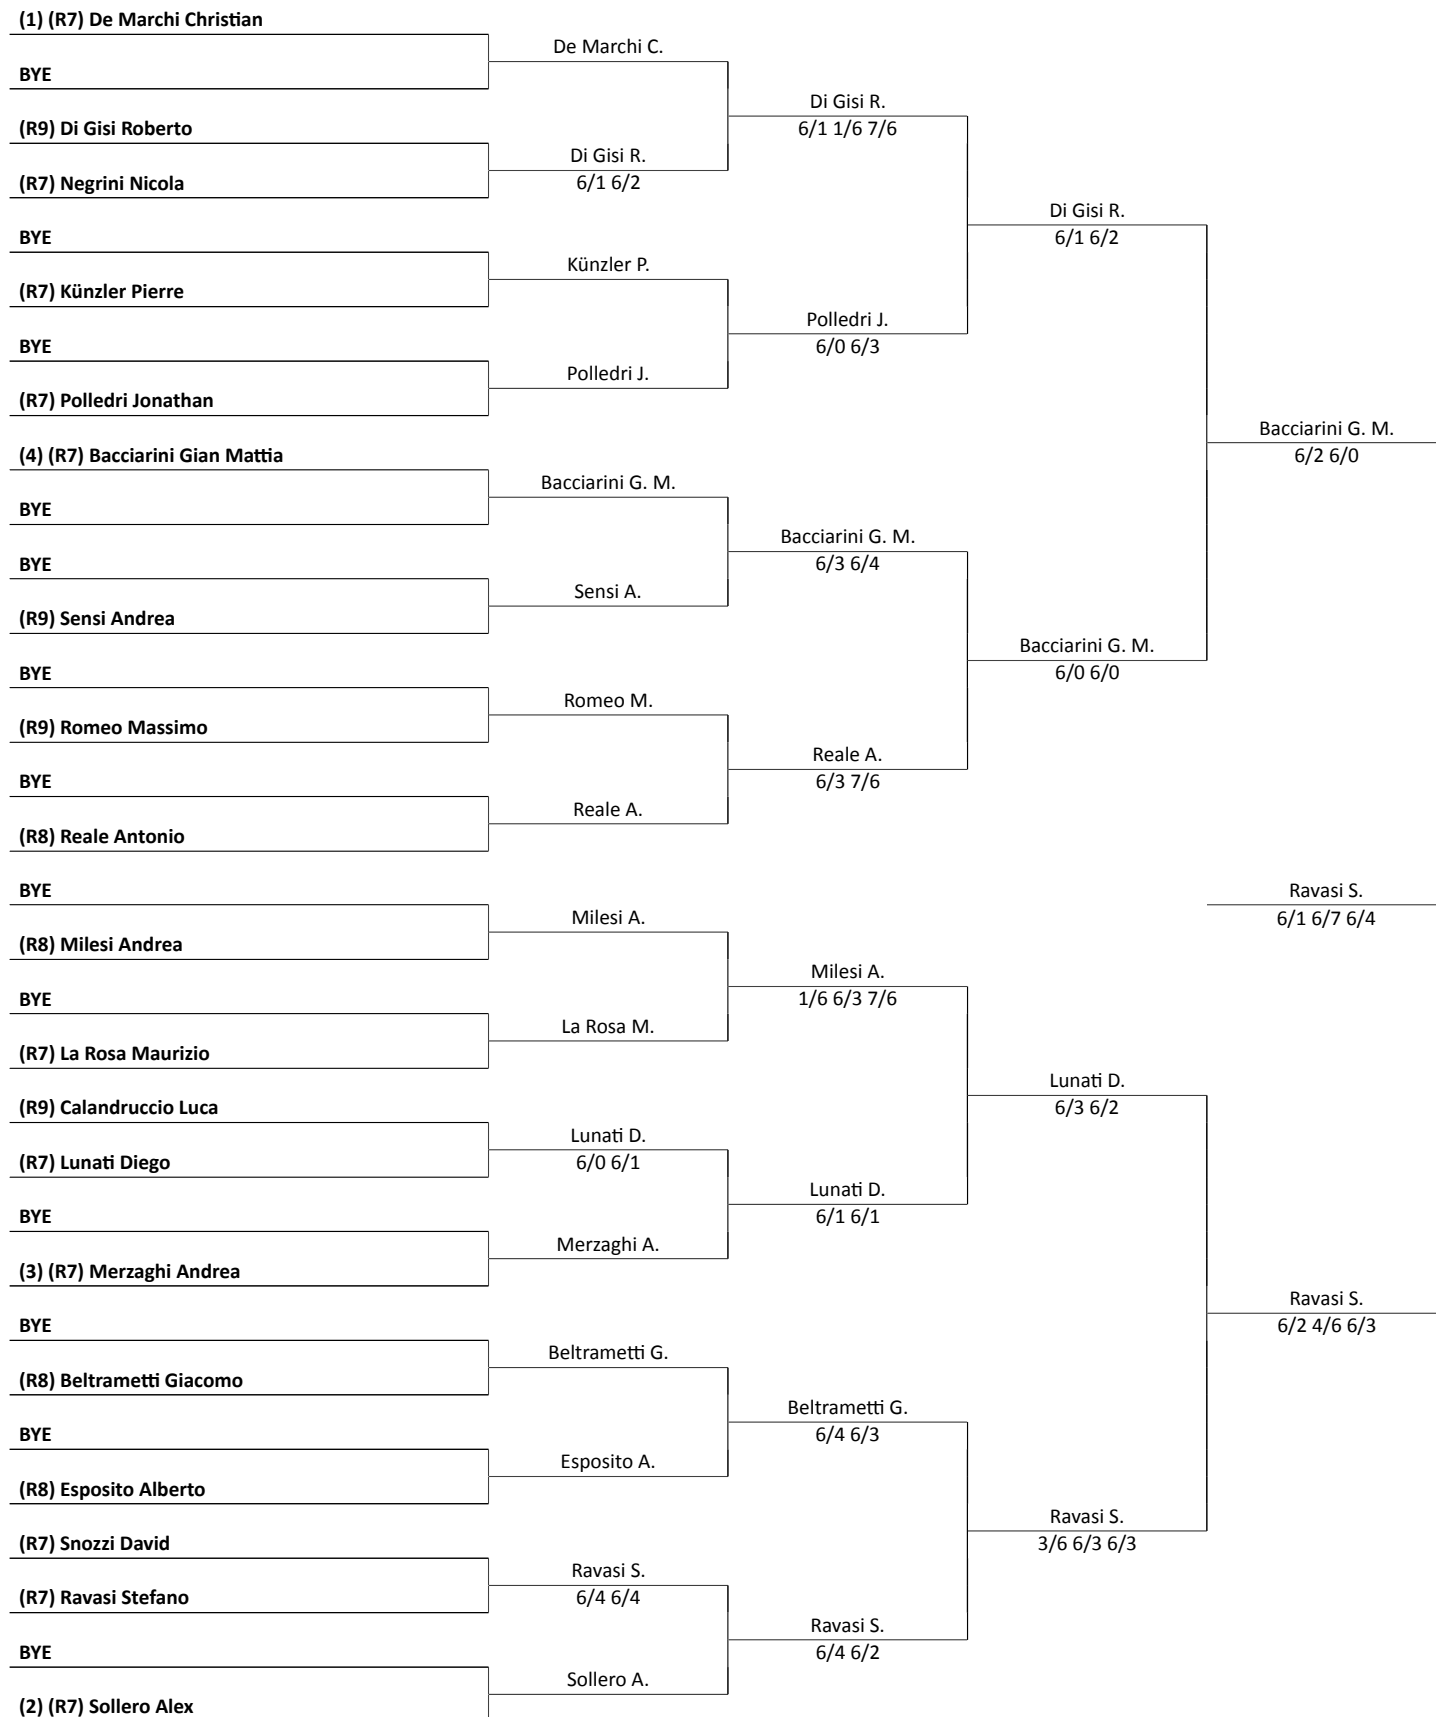 (1) (R7) De Marchi Christian
De Marchi C.
BYE
Di Gisi R.
6/1 1/6 7/6
(R9) Di Gisi Roberto
Di Gisi R.
6/1 6/2
(R7) Negrini Nicola
Di Gisi R.
6/1 6/2
BYE
Künzler P.
(R7) Künzler Pierre
Polledri J.
6/0 6/3
BYE
Polledri J.
(R7) Polledri Jonathan
Bacciarini G. M.
6/2 6/0
(4) (R7) Bacciarini Gian Mattia
Bacciarini G. M.
BYE
Bacciarini G. M.
6/3 6/4
BYE
Sensi A.
(R9) Sensi Andrea
Bacciarini G. M.
6/0 6/0
BYE
Romeo M.
(R9) Romeo Massimo
Reale A.
6/3 7/6
BYE
Reale A.
(R8) Reale Antonio
BYE
Ravasi S.
6/1 6/7 6/4
Milesi A.
(R8) Milesi Andrea
Milesi A.
1/6 6/3 7/6
BYE
La Rosa M.
(R7) La Rosa Maurizio
Lunati D.
6/3 6/2
(R9) Calandruccio Luca
Lunati D.
6/0 6/1
(R7) Lunati Diego
Lunati D.
6/1 6/1
BYE
Merzaghi A.
(3) (R7) Merzaghi Andrea
Ravasi S.
6/2 4/6 6/3
BYE
Beltrametti G.
(R8) Beltrametti Giacomo
Beltrametti G.
6/4 6/3
BYE
Esposito A.
(R8) Esposito Alberto
Ravasi S.
3/6 6/3 6/3
(R7) Snozzi David
Ravasi S.
6/4 6/4
(R7) Ravasi Stefano
Ravasi S.
6/4 6/2
BYE
Sollero A.
(2) (R7) Sollero Alex